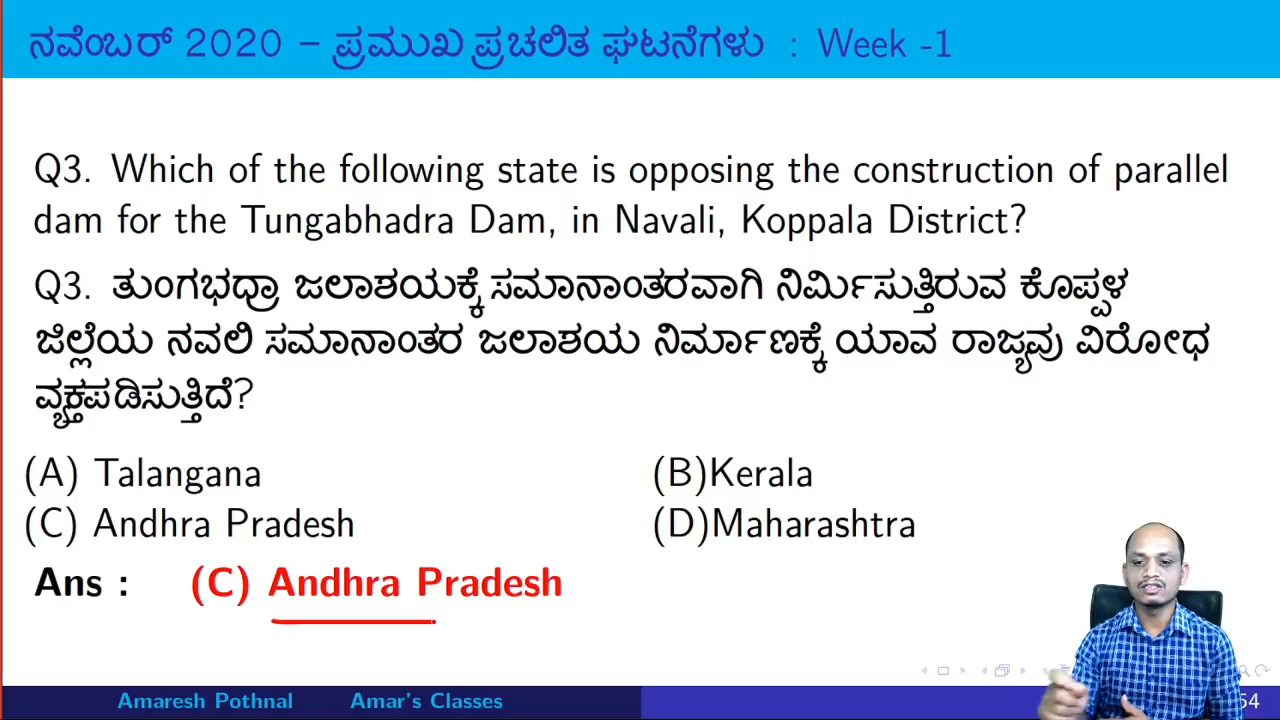 ನವೆಂಬರ್ 2020 – ಪ್ರಮುಖ ಪ್ರಚಲಿತ ಘಟನೆಗಳು : Week -1
Q3. Which of the following state is opposing the construction of parallel
dam for the Tungabhadra Dam, in Navali, Koppala District?
Q3. ತುಂಗಭದ್ರಾ ಜಲಾಶಯಕ್ಕೆ ಸಮಾನಾಂತರವಾಗಿ ನಿರ್ಮಿಸುತ್ತಿರುವ ಕೊಪ್ಪಳ
ಜಿಲ್ಲೆಯ ನವಲಿ ಸಮಾನಾಂತರ ಜಲಾಶಯ ನಿರ್ಮಾಣಕ್ಕೆ ಯಾವ ರಾಜ್ಯವು ವಿರೋಧ
ವ್ಯಕ್ತಪಡಿಸುತ್ತಿದೆ?
(A) Talangana (B)Kerala
(C) Andhra Pradesh (D)Maharashtra
Ans : (C) Andhra Pradesh
Amaresh Pothnal Amar's Classes 54